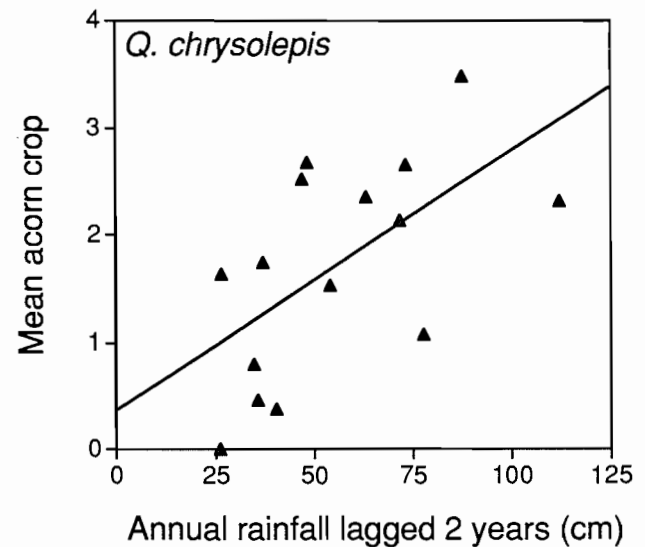 4
Q. chrysolepis
3
2
1
0
Mean acorn crop
0 25 50 75 100 125
Annual rainfall lagged 2 years (cm)